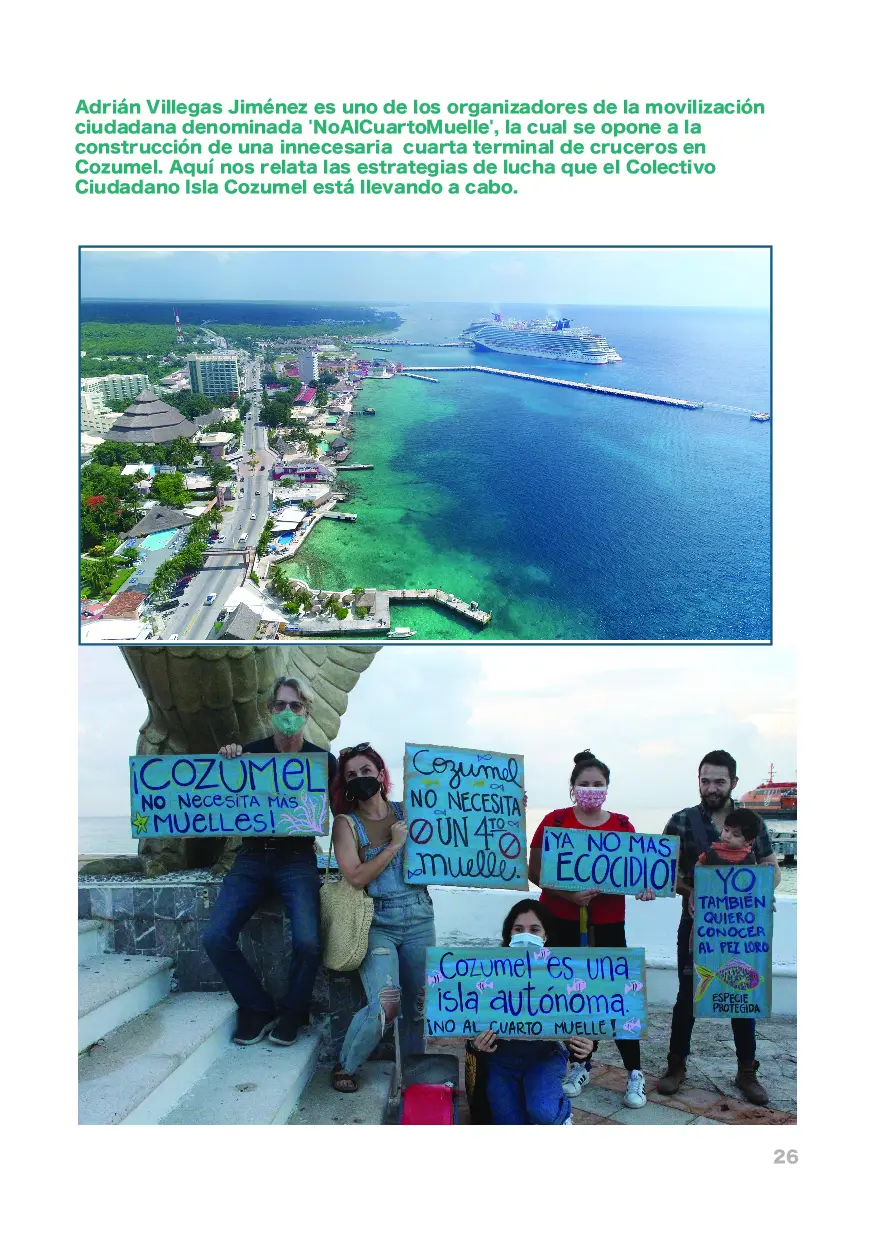 Adrián Villegas Jiménez es uno de los organizadores de la movilización
ciudadana denominada 'NoAlCuartoMuelle', la cual se opone a la
construcción de una innecesaria cuarta terminal de cruceros en
Cozumel. Aquí nos relata las estrategias de lucha que el Colectivo
Ciudadano Isla Cozumel está llevando a cabo.
¡COZUMEL
NO NECESITA MÁS
MUELLES!
Cozumel
NO NECESITA
UN 4TO
muelle.
¡YA NO MAS
ECOCIDIO!
YO
TAMBIÉN
QUIERO
CONOCER
AL PEZ LORO
ESPECIE
PROTEGIDA
COZUMEL ES UNA
isla autónoma.
¡NO AL CUARTO MUELLE!
26